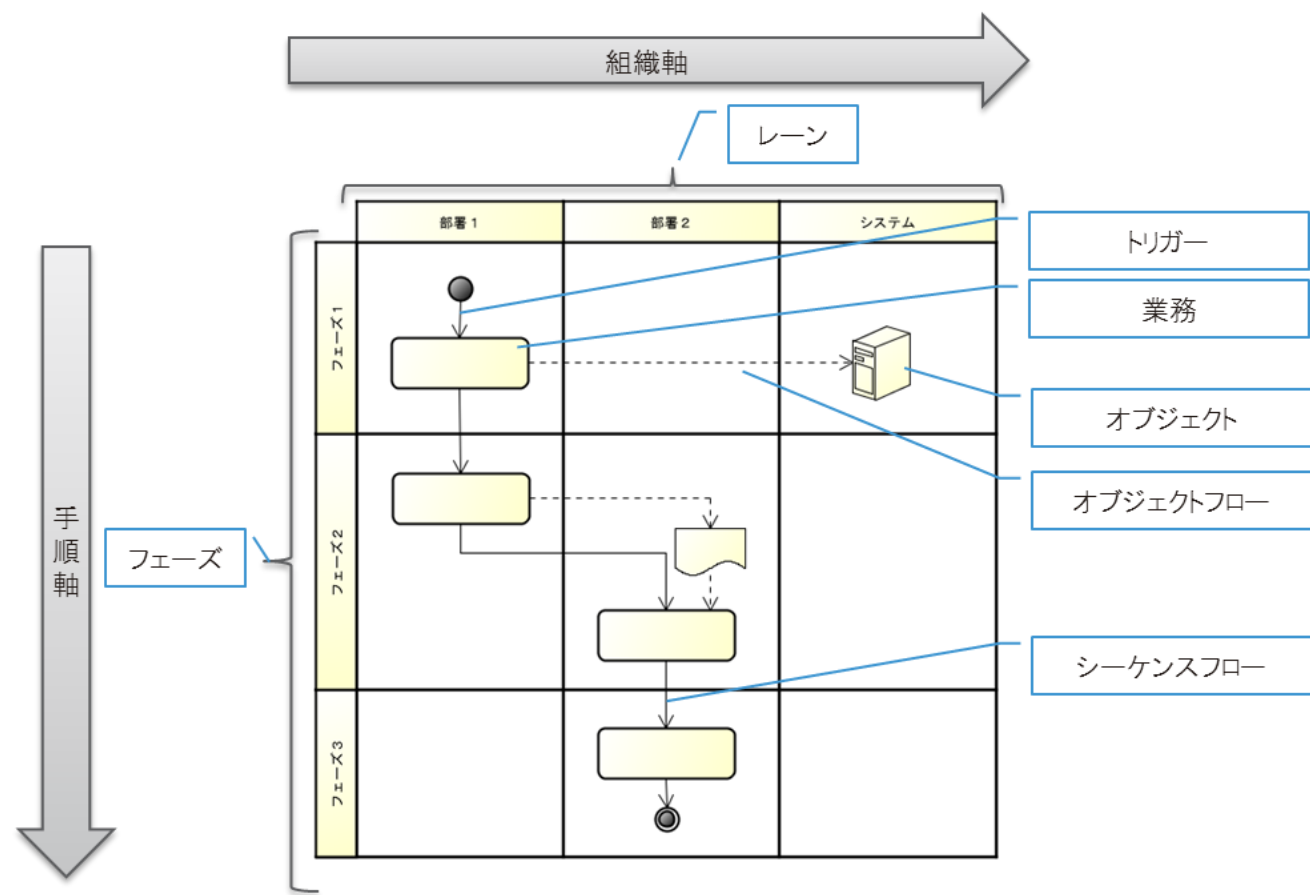 組織軸
レーン
部署1
部署2
システム
トリガー
業務
フェーズ1
オブジェクト
オブジェクトフロー
手順軸
フェーズ
フェーズ2
シーケンスフロー
フェーズ3